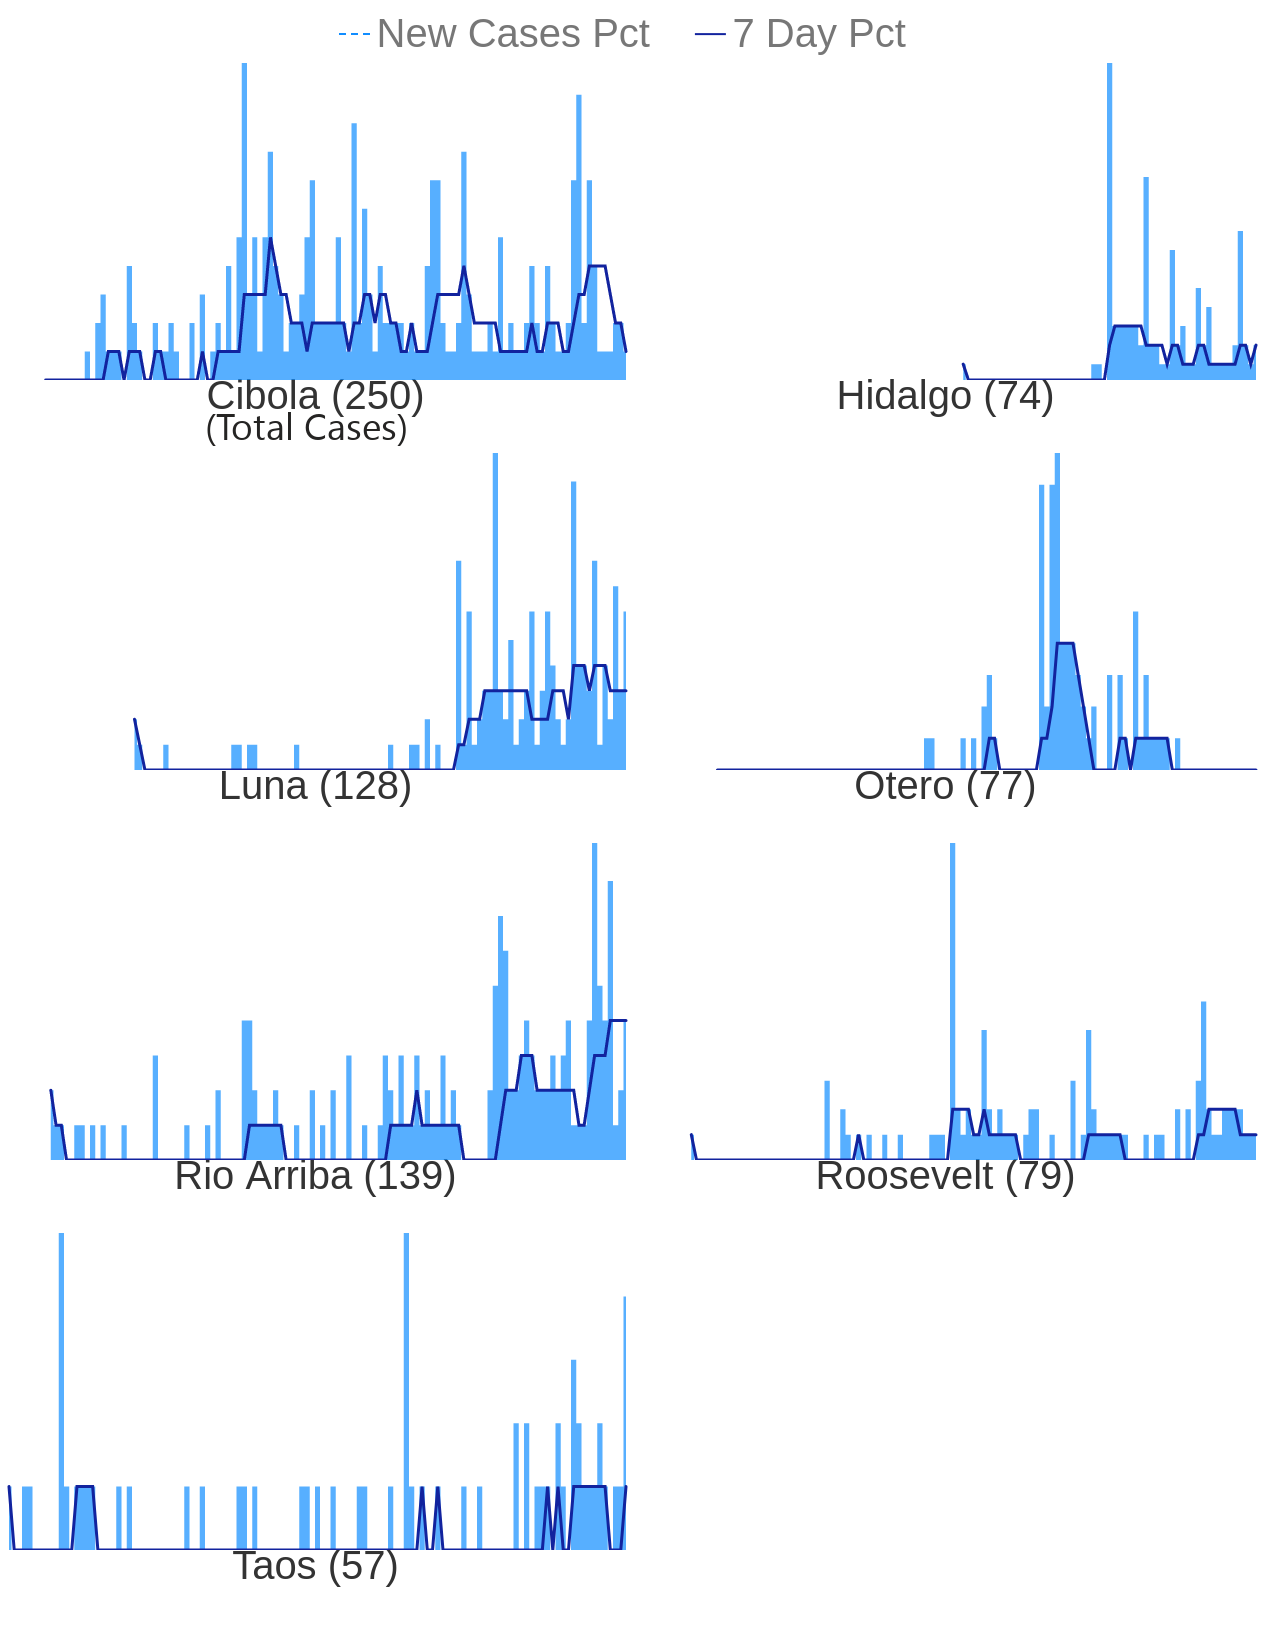 New Cases Pct 7 Day Pct
Cibola (250) Hidalgo (74)
(Total Cases)
Luna (128) Otero (77)
Rio Arriba (139) Roosevelt (79)
Taos (57)